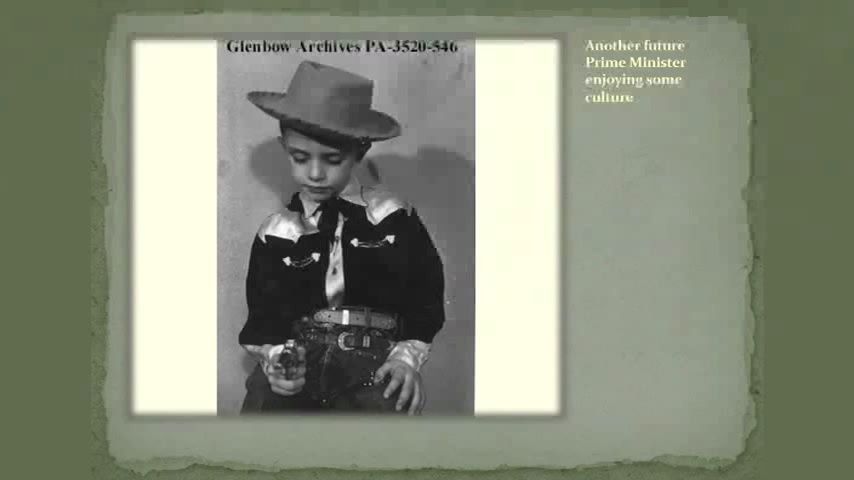 Glenbow Archives PA-3520-546
Another future
Prime Minister
enjoying some
culture